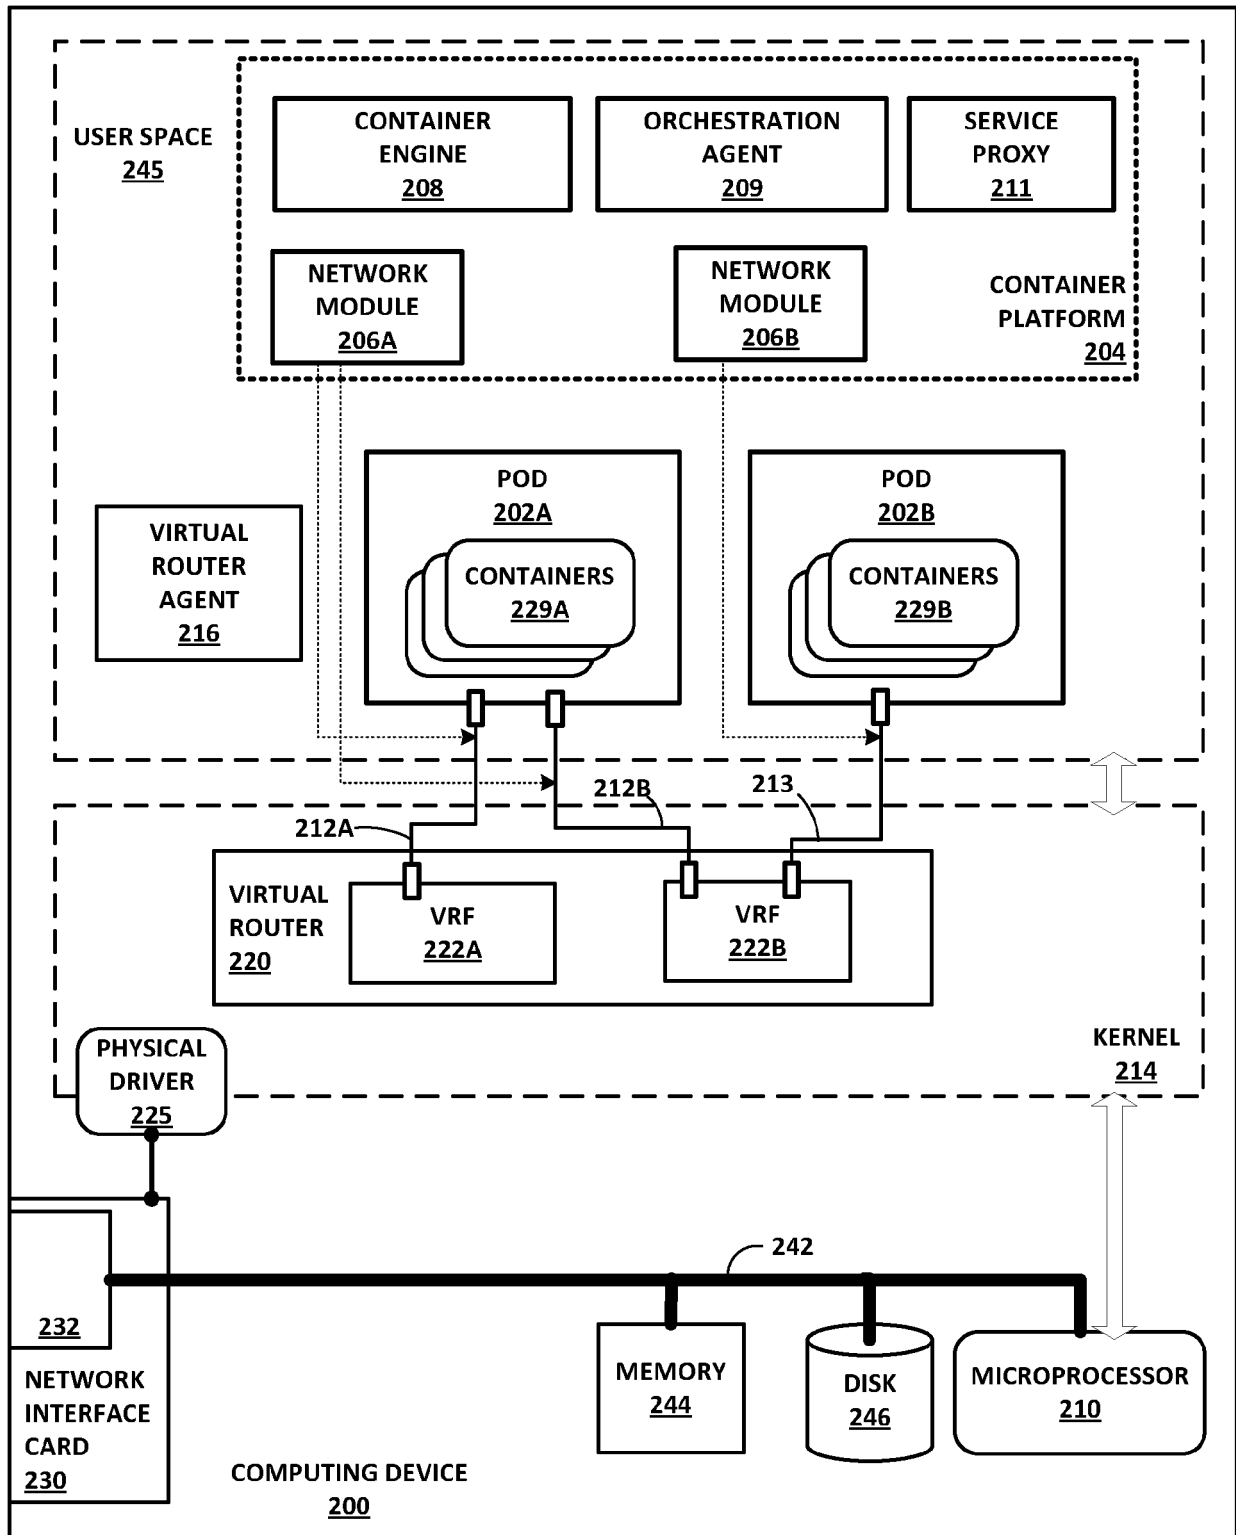 USER SPACE
245
CONTAINER
ENGINE
208
ORCHESTRATION
AGENT
209
SERVICE
PROXY
211
NETWORK
MODULE
206A
NETWORK
MODULE
206B
CONTAINER
PLATFORM
204
POD
202A
CONTAINERS
229A
POD
202B
CONTAINERS
229B
VIRTUAL
ROUTER
AGENT
216
212A
212B
213
VIRTUAL
ROUTER
220
VRF
222A
VRF
222B
KERNEL
214
PHYSICAL
DRIVER
225
242
232
NETWORK
INTERFACE
CARD
230
MEMORY
244
DISK
246
MICROPROCESSOR
210
COMPUTING DEVICE
200